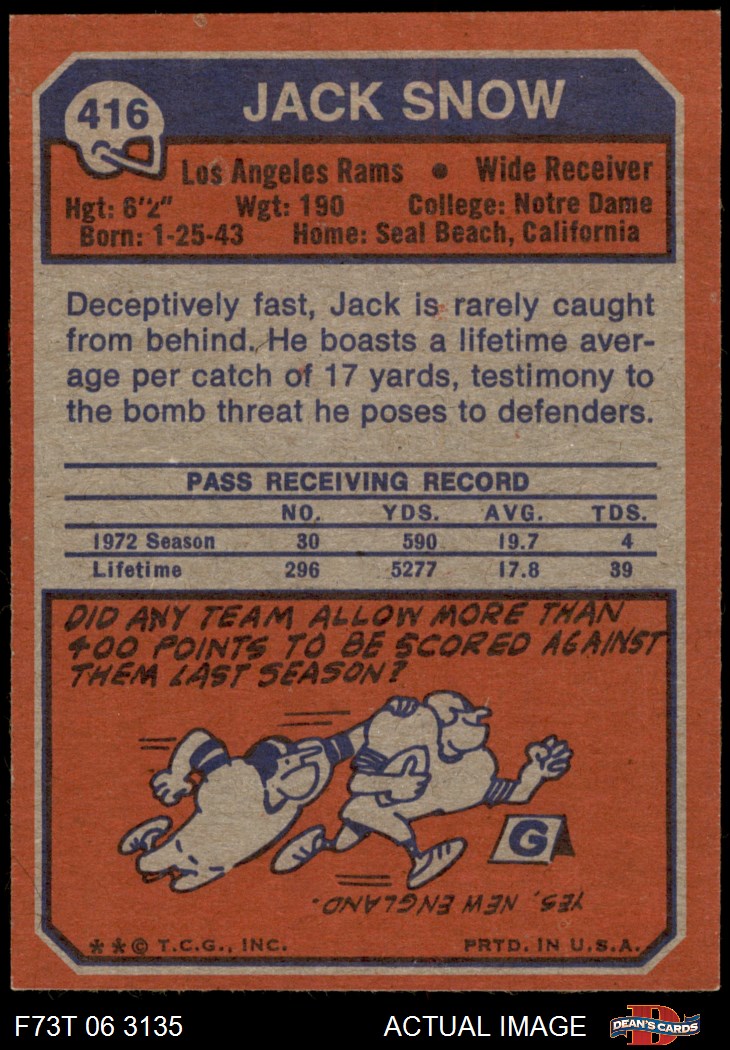 416
JACK SNOW
Los Angeles Rams • Wide Receiver
Hgt: 6'2" Wgt: 190 College: Notre Dame
Born: 1-25-43 Home: Seal Beach, California
Deceptively fast, Jack is rarely caught
from behind. He boasts a lifetime aver-
age per catch of 17 yards, testimony to
the bomb threat he poses to defenders.
PASS RECEIVING RECORD
NO. YDS. AVG. TDS.
1972 Season 30 590 19.7 4
Lifetime 296 5277 17.8 39
DID ANY TEAM ALLOW MORE THAN
400 POINTS TO BE SCORED AGAINST
THEM LAST SEASON?
G
YES, NEW ENGLAND.
**© T.C.G., INC. PRTD. IN U.S.A.
F73T 06 3135 ACTUAL IMAGE
D
DEAN'S CARDS